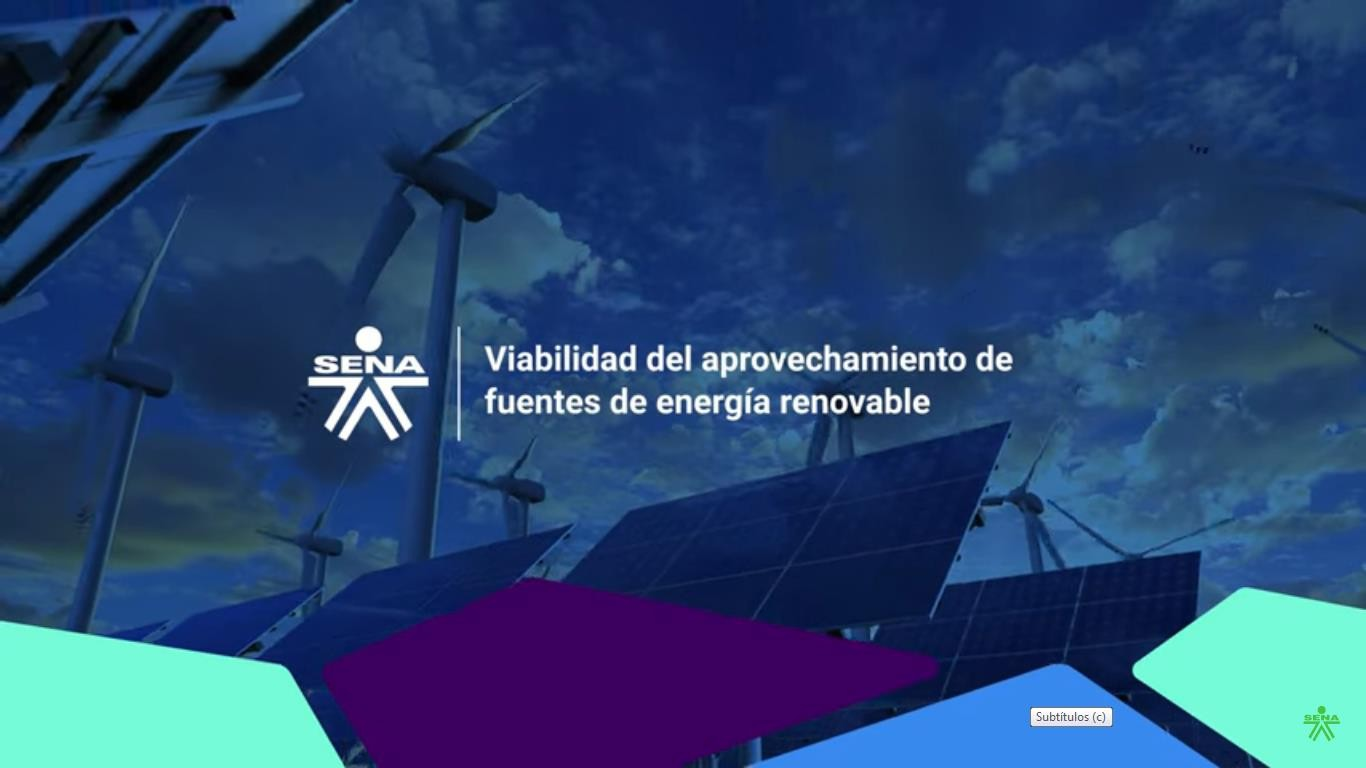 SENA
Viabilidad del aprovechamiento de
fuentes de energía renovable
Subtítulos (c)
SENA